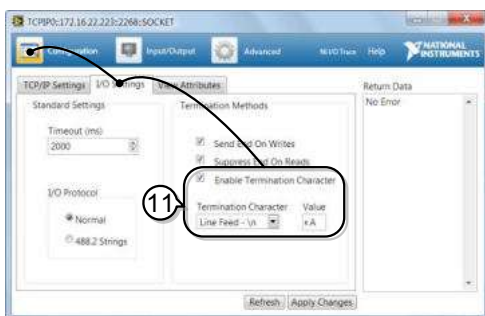 TCPIP0::172.16.22.223::2268::SOCKET
Configuration Input/Output Advanced NI I/O Trace Help NATIONAL INSTRUMENTS
TCP/IP Settings I/O Settings View Attributes
Return Data
No Error
Standard Settings
Timeout (ms)
2000
I/O Protocol
Normal
488.2 Strings
Termination Methods
Send End On Writes
Suppress End On Reads
Enable Termination Character
11
Termination Character Value
Line Feed - \n xA
Refresh Apply Changes